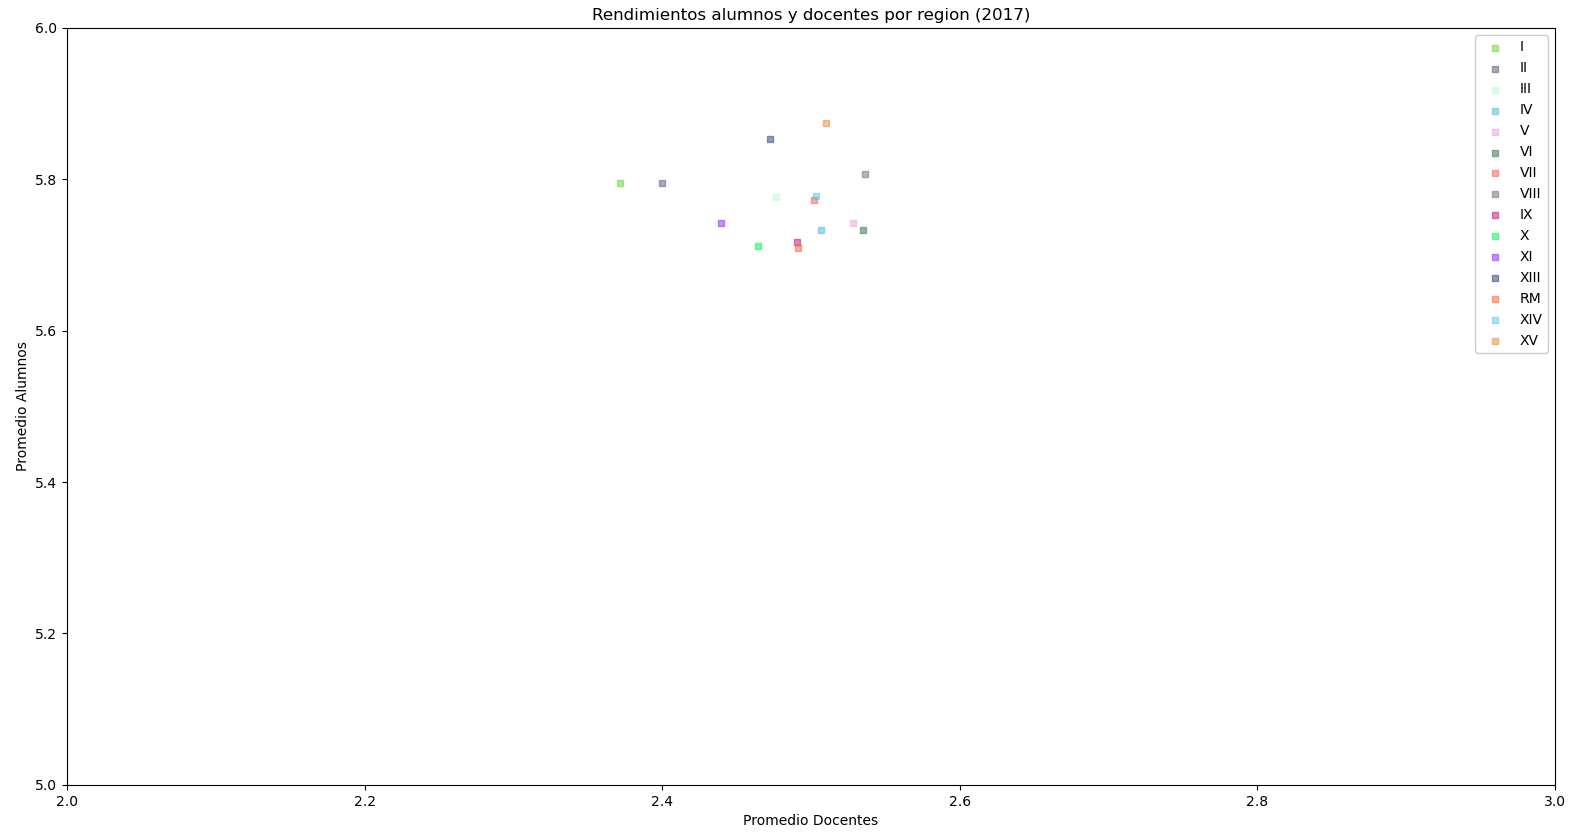 Rendimientos alumnos y docentes por region (2017)
6.0
5.8
5.6
5.4
5.2
5.0
Promedio Alumnos
2.0 2.2 2.4 2.6 2.8 3.0
Promedio Docentes
I
II
III
IV
V
VI
VII
VIII
IX
X
XI
XIII
RM
XIV
XV